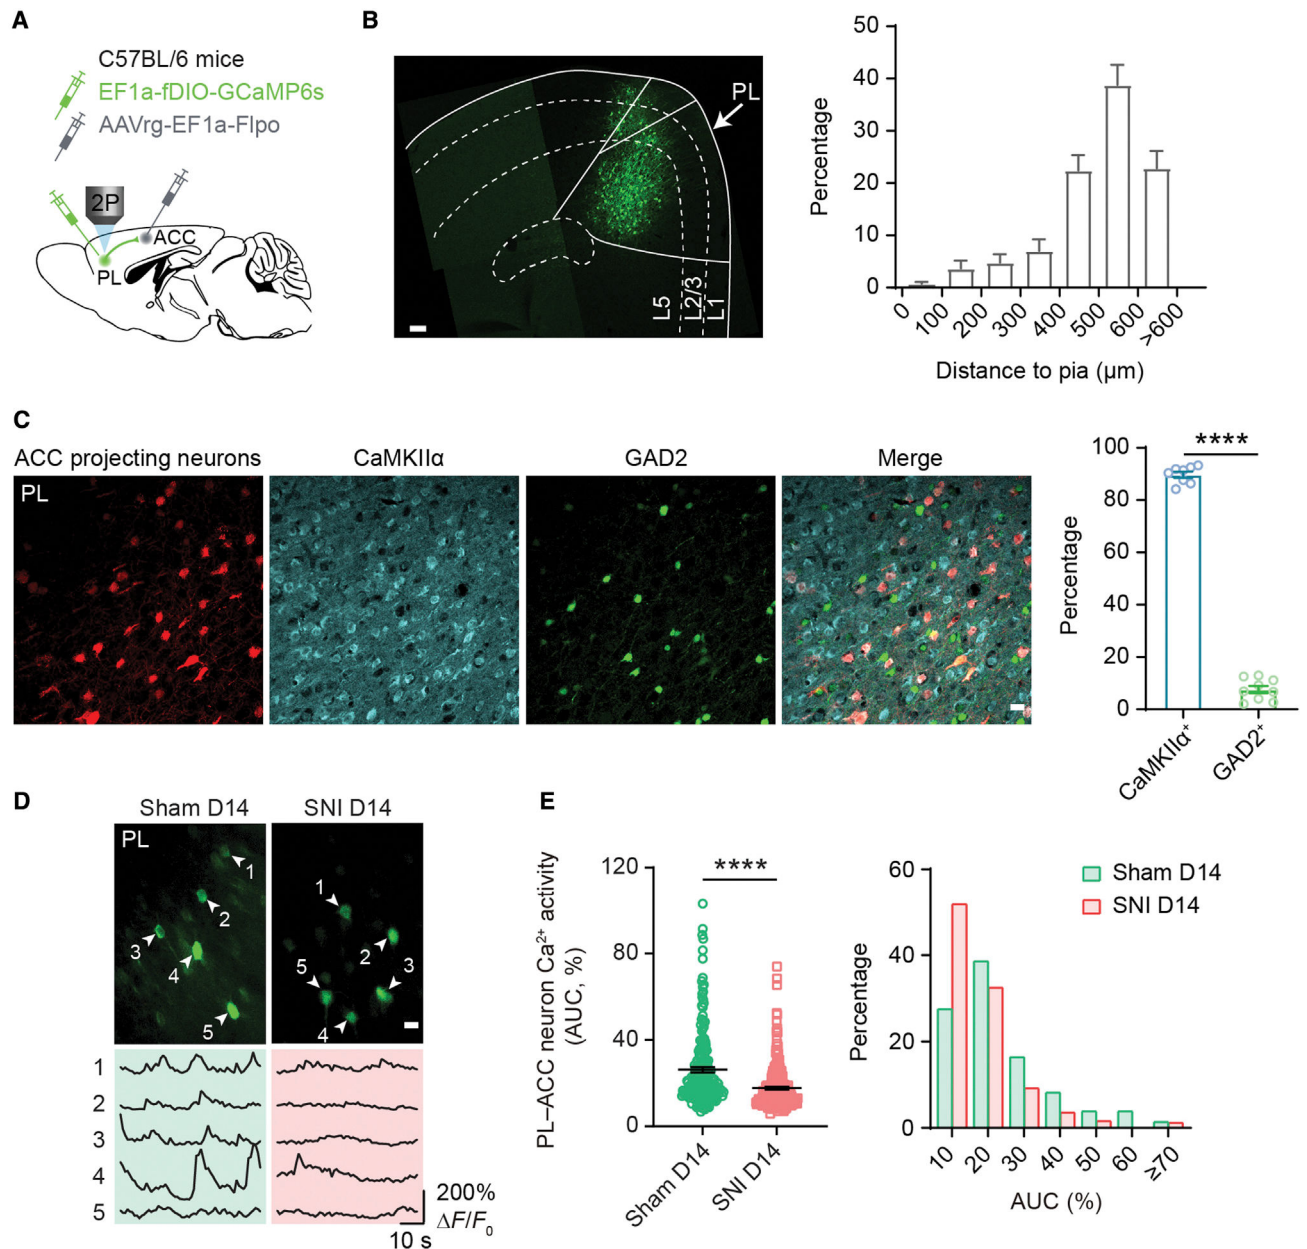 A
C57BL/6 mice
EF1a-fDIO-GCaMP6s
AAVrg-EF1a-Flpo
2P
ACC
PL
B
PL
L5
L2/3
L1
Percentage
50
40
30
20
10
0
0
100
200
300
400
500
600
>600
Distance to pia (µm)
C
ACC projecting neurons
CaMKIIα
GAD2
Merge
PL
Percentage
100
80
60
40
20
0
****
CaMKIIα⁺
GAD2⁺
D
Sham D14
SNI D14
PL
1
2
3
4
5
1
2
3
4
5
1
2
3
4
5
200%
ΔF/F₀
10 s
E
PL–ACC neuron Ca²⁺ activity
(AUC, %)
120
80
40
0
****
Sham D14
SNI D14
Percentage
60
40
20
0
10
20
30
40
50
60
≥70
AUC (%)
Sham D14
SNI D14